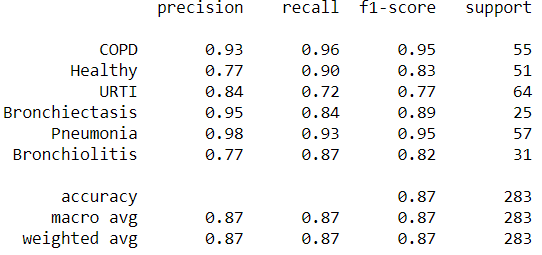 precision recall f1-score support
COPD 0.93 0.96 0.95 55
Healthy 0.77 0.90 0.83 51
URTI 0.84 0.72 0.77 64
Bronchiectasis 0.95 0.84 0.89 25
Pneumonia 0.98 0.93 0.95 57
Bronchiolitis 0.77 0.87 0.82 31
accuracy 0.87 283
macro avg 0.87 0.87 0.87 283
weighted avg 0.87 0.87 0.87 283